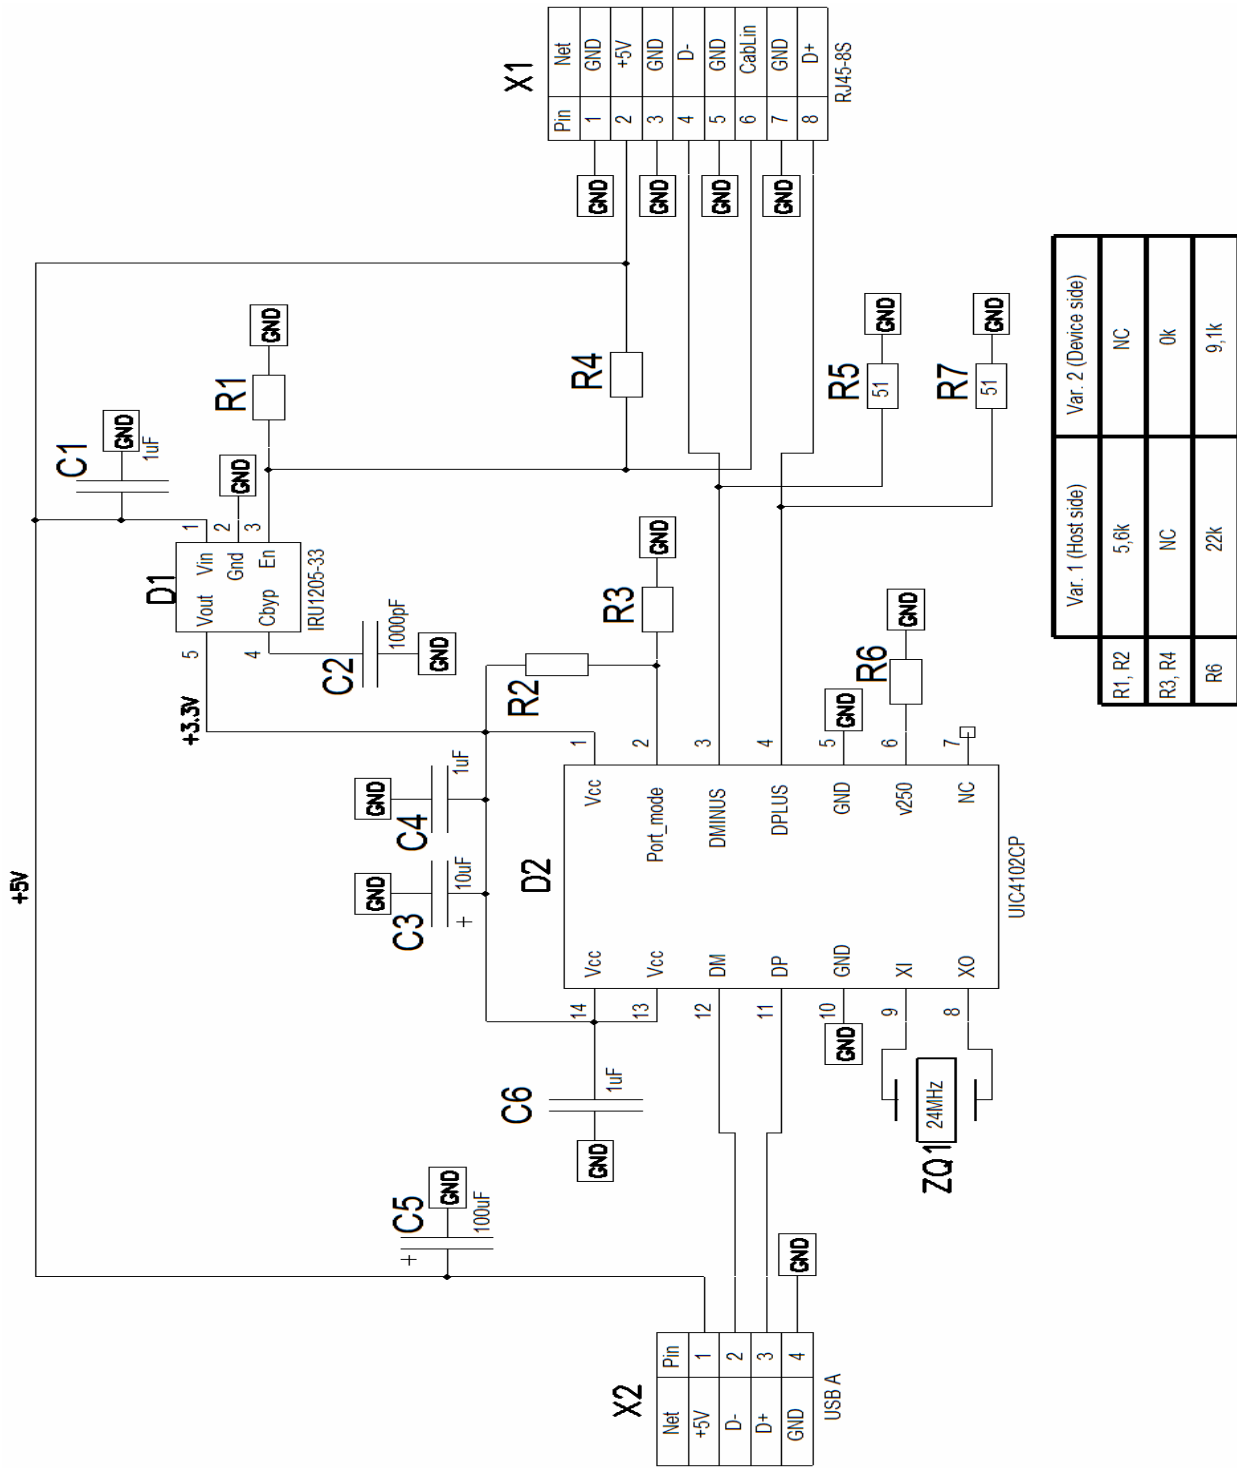 +5V
X2
Net Pin
+5V 1
D- 2
D+ 3
GND 4
USB A
GND
C5
+
100uF
GND
C6
1uF
GND
ZQ1
24MHz
C3
+
10uF
GND
C4
1uF
GND
+3.3V
D1
Vout Vin
Gnd
Cbyp En
IRU1205-33
5
4
1
2
3
GND
C1
1uF
GND
C2
1000pF
GND
R1
GND
R2
R3
GND
R4
D2
14 Vcc Vcc 1
13 Vcc Port_mode 2
12 DM DMINUS 3
11 DP DPLUS 4
10 GND GND 5
9 XI v250 6
8 XO NC 7
UIC4102CP
GND
GND
R6
GND
R5
51
GND
R7
51
GND
X1
Pin Net
1 GND
2 +5V
3 GND
4 D-
5 GND
6 CabLin
7 GND
8 D+
RJ45-8S
GND
GND
GND
GND
Var. 1 (Host side) Var. 2 (Device side)
R1, R2 5,6k NC
R3, R4 NC 0k
R6 22k 9,1k